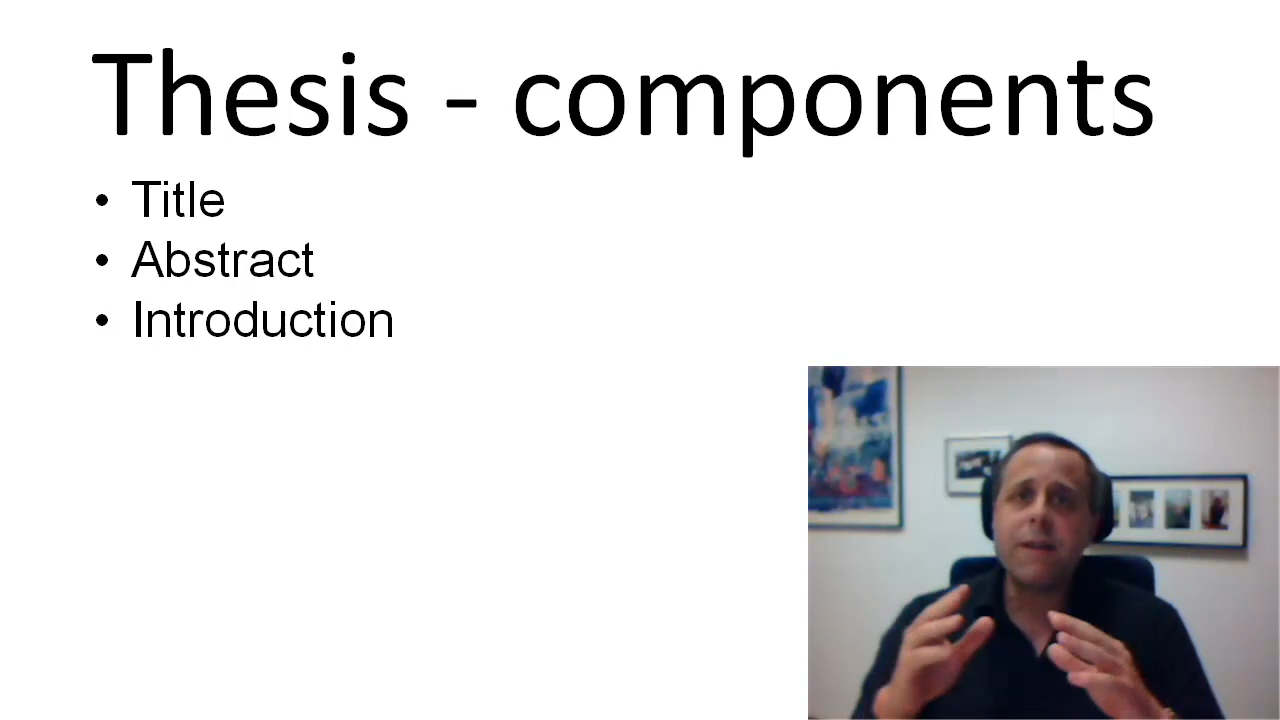 Thesis - components
• Title
• Abstract
• Introduction